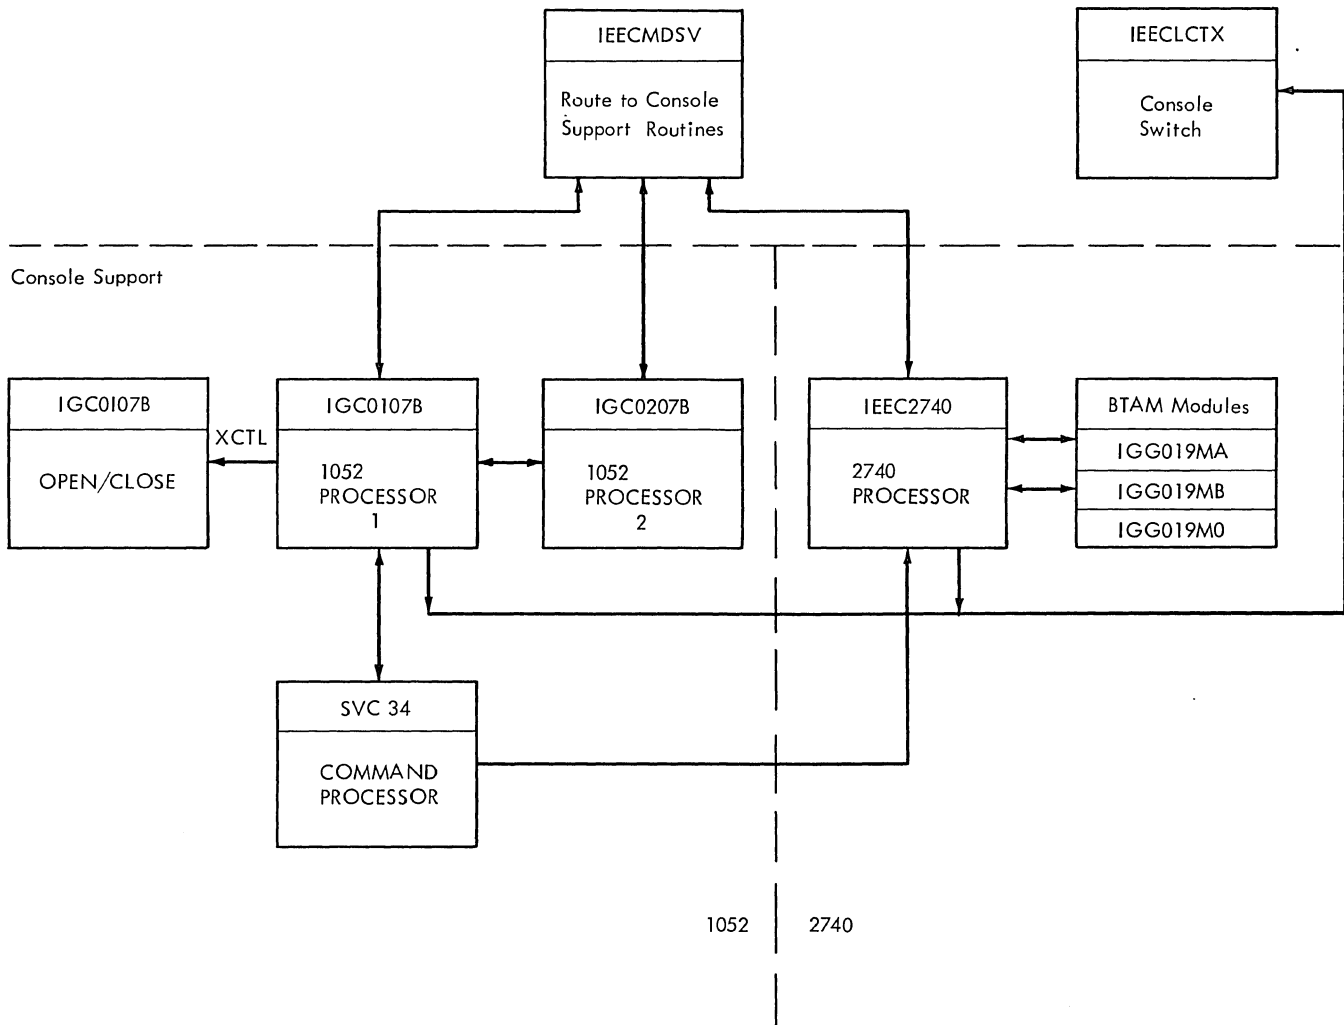 IEECMDSV
Route to Console
Support Routines
IEECLCTX
Console
Switch
Console Support
IGC0107B
OPEN/CLOSE
XCTL
IGC0107B
1052
PROCESSOR
1
IGC0207B
1052
PROCESSOR
2
IEEC2740
2740
PROCESSOR
BTAM Modules
IGG019MA
IGG019MB
IGG019M0
SVC 34
COMMAND
PROCESSOR
1052
2740